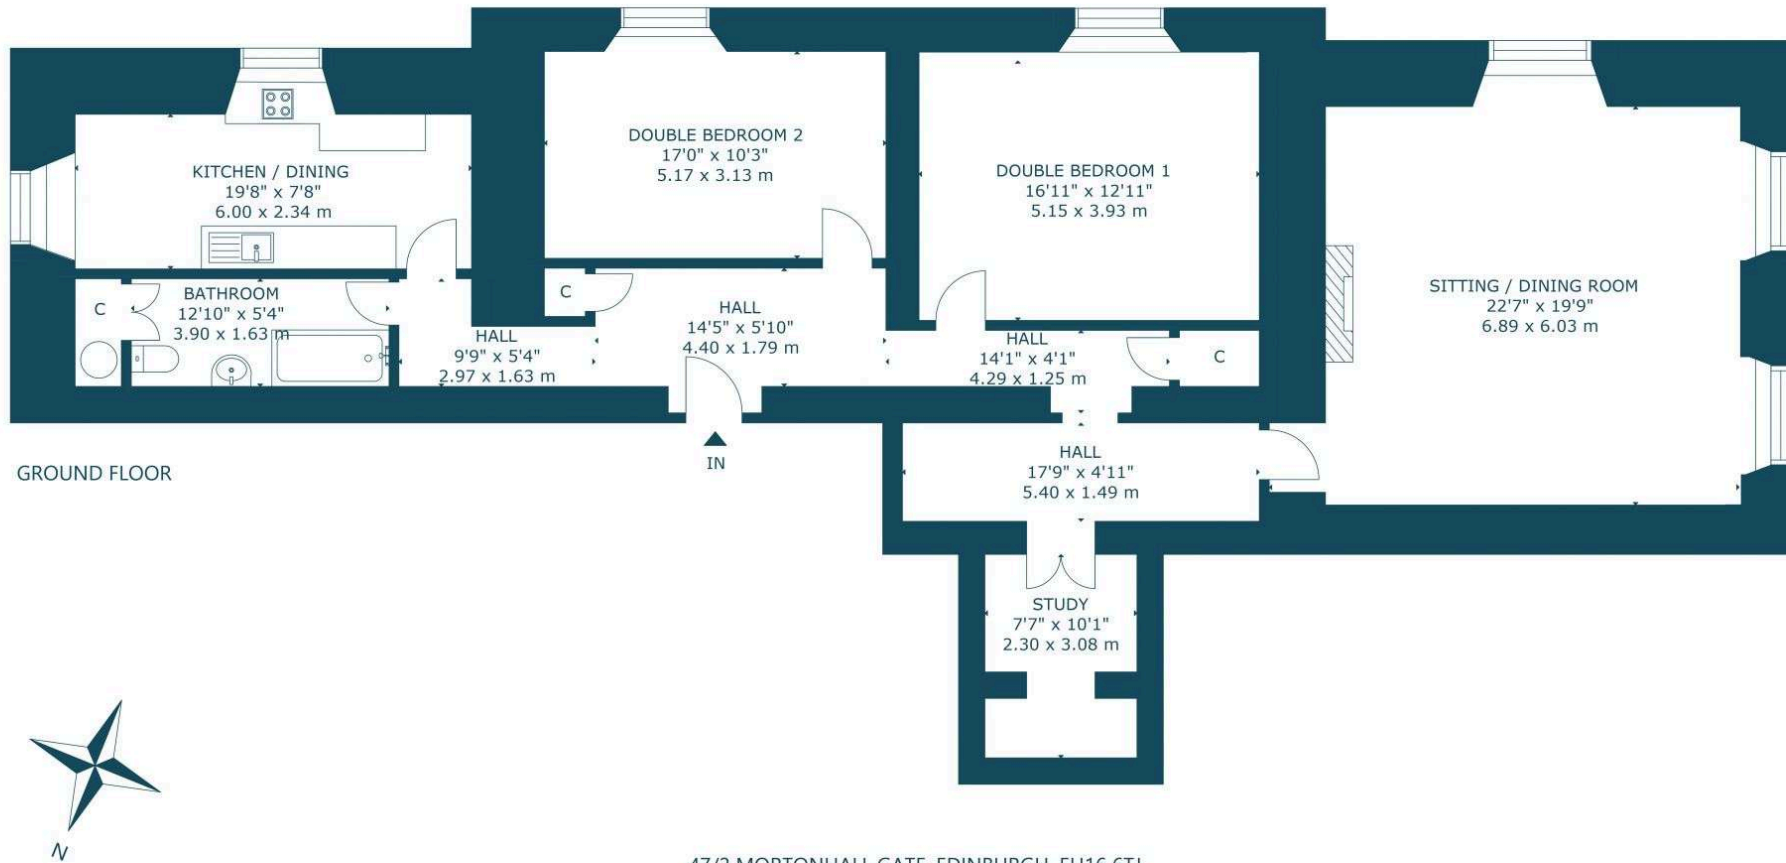 DOUBLE BEDROOM 2
17'0" x 10'3"
5.17 x 3.13 m
KITCHEN / DINING
19'8" x 7'8"
6.00 x 2.34 m
DOUBLE BEDROOM 1
16'11" x 12'11"
5.15 x 3.93 m
SITTING / DINING ROOM
22'7" x 19'9"
6.89 x 6.03 m
C
BATHROOM
12'10" x 5'4"
3.90 x 1.63 m
C
HALL
9'9" x 5'4"
2.97 x 1.63 m
HALL
14'5" x 5'10"
4.40 x 1.79 m
HALL
14'1" x 4'1"
4.29 x 1.25 m
C
GROUND FLOOR
IN
HALL
17'9" x 4'11"
5.40 x 1.49 m
STUDY
7'7" x 10'1"
2.30 x 3.08 m
N